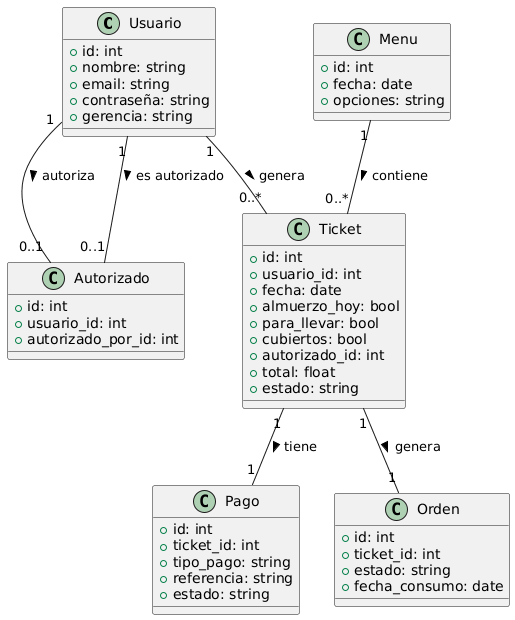 C Usuario
id: int
nombre: string
email: string
contraseña: string
gerencia: string
C Menu
id: int
fecha: date
opciones: string
1
1
1
1
autoriza
es autorizado
genera
contiene
0..1
0..1
0..*
0..*
C Autorizado
id: int
usuario_id: int
autorizado_por_id: int
C Ticket
id: int
usuario_id: int
fecha: date
almuerzo_hoy: bool
para_llevar: bool
cubiertos: bool
autorizado_id: int
total: float
estado: string
1
1
tiene
genera
1
1
C Pago
id: int
ticket_id: int
tipo_pago: string
referencia: string
estado: string
C Orden
id: int
ticket_id: int
estado: string
fecha_consumo: date